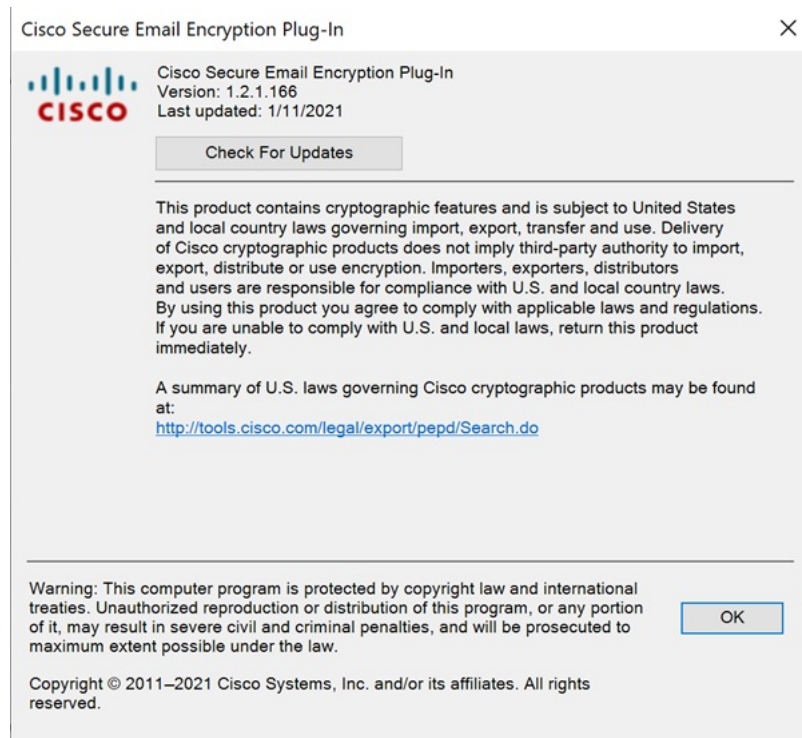 Cisco Secure Email Encryption Plug-In
CISCO
Cisco Secure Email Encryption Plug-In
Version: 1.2.1.166
Last updated: 1/11/2021
Check For Updates
This product contains cryptographic features and is subject to United States
and local country laws governing import, export, transfer and use. Delivery
of Cisco cryptographic products does not imply third-party authority to import,
export, distribute or use encryption. Importers, exporters, distributors
and users are responsible for compliance with U.S. and local country laws.
By using this product you agree to comply with applicable laws and regulations.
If you are unable to comply with U.S. and local laws, return this product
immediately.
A summary of U.S. laws governing Cisco cryptographic products may be found
at:
http://tools.cisco.com/legal/export/pepd/Search.do
Warning: This computer program is protected by copyright law and international
treaties. Unauthorized reproduction or distribution of this program, or any portion
of it, may result in severe civil and criminal penalties, and will be prosecuted to
maximum extent possible under the law.
OK
Copyright © 2011–2021 Cisco Systems, Inc. and/or its affiliates. All rights
reserved.